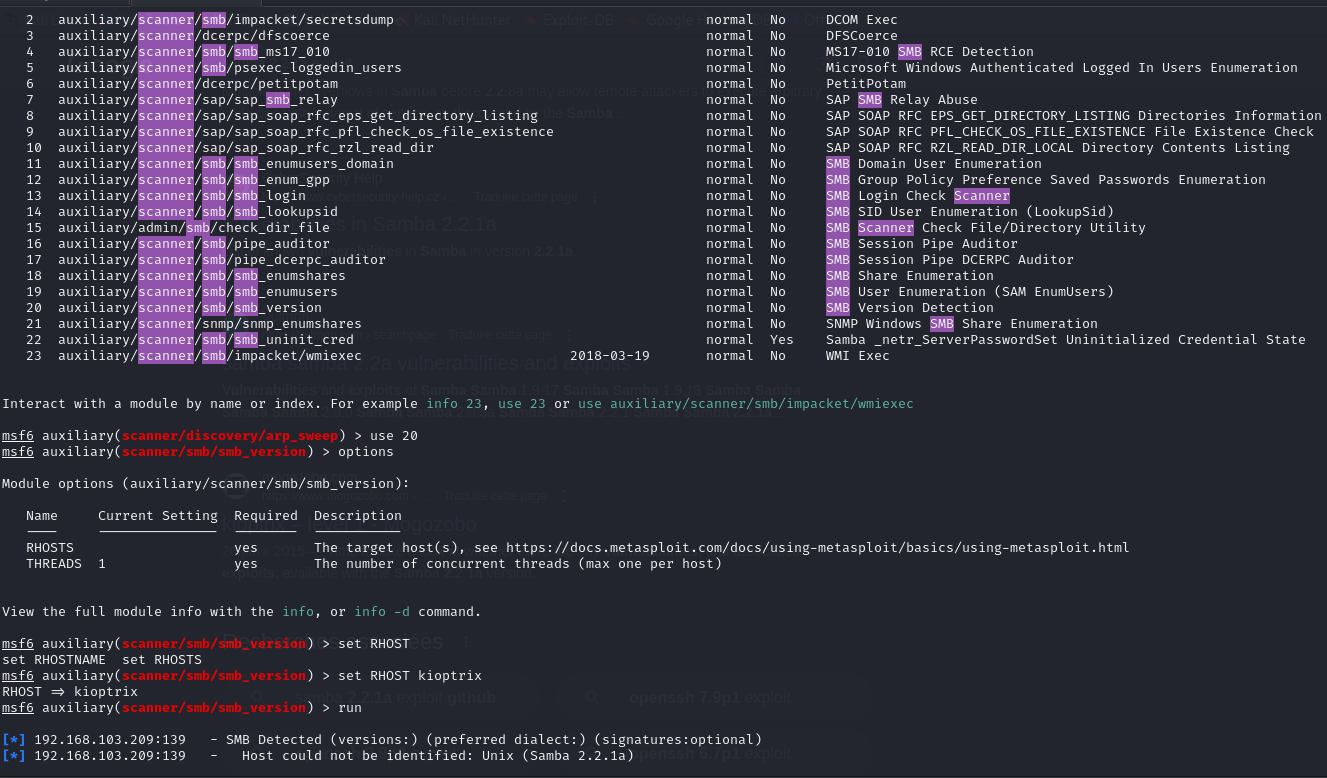 2 auxiliary/scanner/smb/impacket/secretsdump normal No DCOM Exec
3 auxiliary/scanner/dcerpc/dfscoerce normal No DFSCoerce
4 auxiliary/scanner/smb/smb_ms17_010 normal No MS17-010 SMB RCE Detection
5 auxiliary/scanner/smb/psexec_loggedin_users normal No Microsoft Windows Authenticated Logged In Users Enumeration
6 auxiliary/scanner/dcerpc/petitpotam normal No PetitPotam
7 auxiliary/scanner/sap/sap_smb_relay normal No SAP SMB Relay Abuse
8 auxiliary/scanner/sap/sap_soap_rfc_eps_get_directory_listing normal No SAP SOAP RFC EPS_GET_DIRECTORY_LISTING Directories Information
9 auxiliary/scanner/sap/sap_soap_rfc_pfl_check_os_file_existence normal No SAP SOAP RFC PFL_CHECK_OS_FILE_EXISTENCE File Existence Check
10 auxiliary/scanner/sap/sap_soap_rfc_rzl_read_dir normal No SAP SOAP RFC RZL_READ_DIR_LOCAL Directory Contents Listing
11 auxiliary/scanner/smb/smb_enumusers_domain normal No SMB Domain User Enumeration
12 auxiliary/scanner/smb/smb_enum_gpp normal No SMB Group Policy Preference Saved Passwords Enumeration
13 auxiliary/scanner/smb/smb_login normal No SMB Login Check Scanner
14 auxiliary/scanner/smb/smb_lookupsid normal No SMB SID User Enumeration (LookupSid)
15 auxiliary/admin/smb/check_dir_file normal No SMB Scanner Check File/Directory Utility
16 auxiliary/scanner/smb/pipe_auditor normal No SMB Session Pipe Auditor
17 auxiliary/scanner/smb/pipe_dcerpc_auditor normal No SMB Session Pipe DCERPC Auditor
18 auxiliary/scanner/smb/smb_enumshares normal No SMB Share Enumeration
19 auxiliary/scanner/smb/smb_enumusers normal No SMB User Enumeration (SAM EnumUsers)
20 auxiliary/scanner/smb/smb_version normal No SMB Version Detection
21 auxiliary/scanner/snmp/snmp_enumshares normal No SNMP Windows SMB Share Enumeration
22 auxiliary/scanner/smb/smb_uninit_cred normal Yes Samba _netr_ServerPasswordSet Uninitialized Credential State
23 auxiliary/scanner/smb/impacket/wmiexec 2018-03-19 normal No WMI Exec
Interact with a module by name or index. For example info 23, use 23 or use auxiliary/scanner/smb/impacket/wmiexec
msf6 auxiliary(scanner/discovery/arp_sweep) > use 20
msf6 auxiliary(scanner/smb/smb_version) > options
Module options (auxiliary/scanner/smb/smb_version):
Name Current Setting Required Description
RHOSTS yes The target host(s), see https://docs.metasploit.com/docs/using-metasploit/basics/using-metasploit.html
THREADS 1 yes The number of concurrent threads (max one per host)
View the full module info with the info, or info -d command.
msf6 auxiliary(scanner/smb/smb_version) > set RHOST
set RHOSTNAME set RHOSTS
msf6 auxiliary(scanner/smb/smb_version) > set RHOST kioptrix
RHOST ⇒ kioptrix
msf6 auxiliary(scanner/smb/smb_version) > run
[*] 192.168.103.209:139 - SMB Detected (versions:) (preferred dialect:) (signatures:optional)
[*] 192.168.103.209:139 - Host could not be identified: Unix (Samba 2.2.1a)